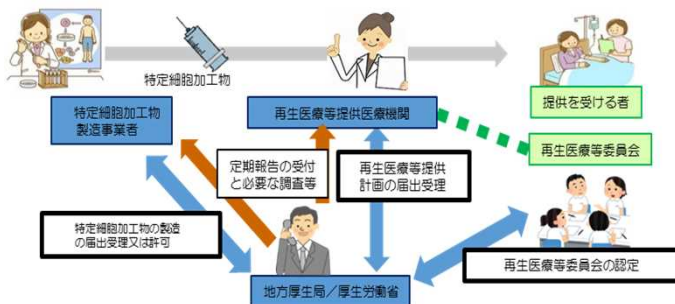 特定細胞加工物
特定細胞加工物
製造事業者
再生医療等提供医療機関
提供を受ける者
再生医療等委員会
定期報告の受付
と必要な調査等
再生医療等提供
計画の届出受理
特定細胞加工物の製造
の届出受理又は許可
再生医療等委員会の認定
地方厚生局／厚生労働省